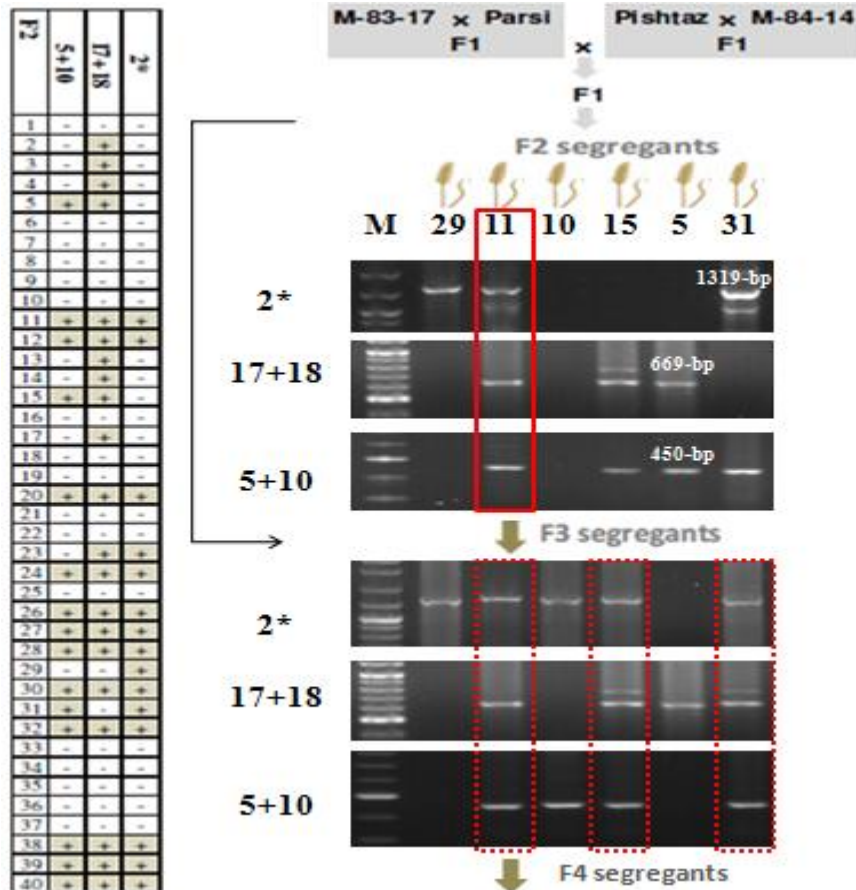 F2 5+10 17+18 2*
1 - - -
2 - + -
3 - + -
4 - + -
5 + + -
6 - - -
7 - - -
8 - - -
9 - - -
10 - - -
11 + + +
12 + + +
13 - + -
14 - + -
15 + + -
16 - - -
17 - + -
18 - - -
19 - - -
20 + + +
21 - - -
22 - - -
23 - + +
24 + + +
25 - - -
26 + + +
27 + + +
28 + + +
29 - - +
30 + + +
31 + - +
32 + + +
33 - - -
34 - - -
35 - - -
36 - - -
37 - - -
38 + + +
39 + + +
40 + + +
M-83-17 x Parsi
F1
x
Pishtaz x M-84-14
F1
F1
F2 segregants
M 29 11 10 15 5 31
2* 1319-bp
17+18 669-bp
5+10 450-bp
F3 segregants
2*
17+18
5+10
F4 segregants